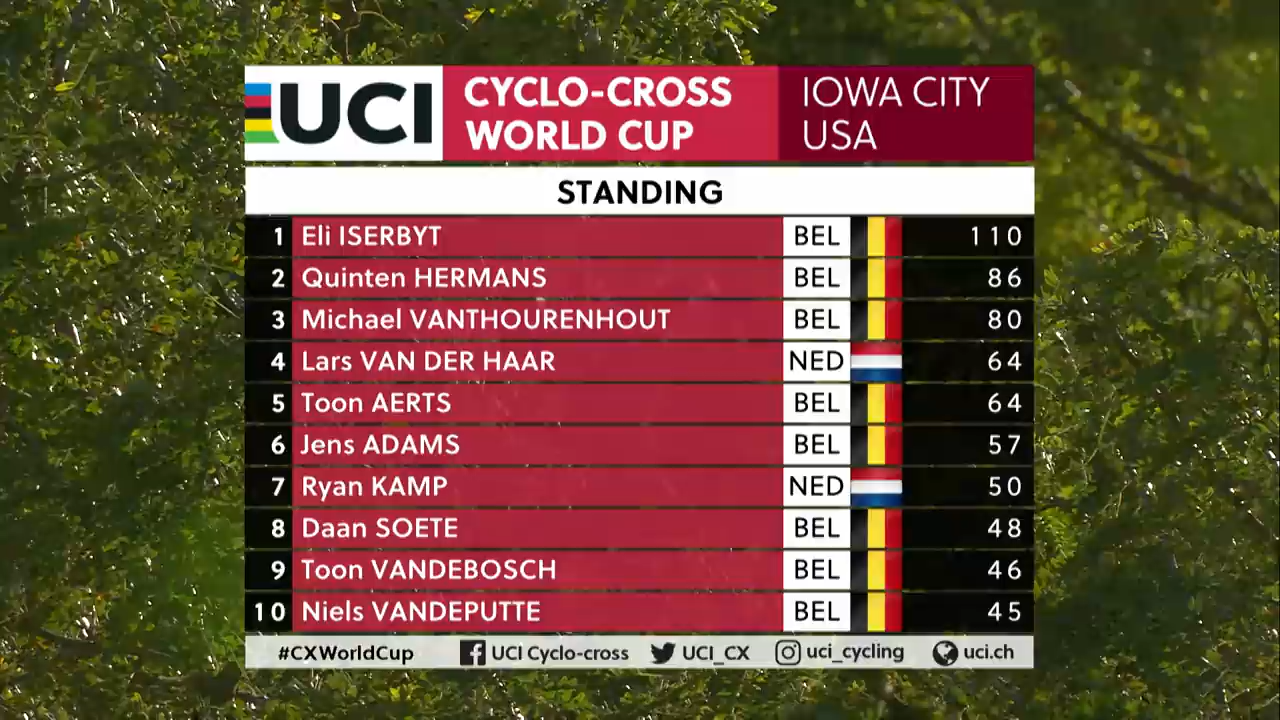 UCI
CYCLO-CROSS
WORLD CUP
IOWA CITY
USA
STANDING
1 Eli ISERBYT BEL 110
2 Quinten HERMANS BEL 86
3 Michael VANTHOURENHOUT BEL 80
4 Lars VAN DER HAAR NED 64
5 Toon AERTS BEL 64
6 Jens ADAMS BEL 57
7 Ryan KAMP NED 50
8 Daan SOETE BEL 48
9 Toon VANDEBOSCH BEL 46
10 Niels VANDEPUTTE BEL 45
#CXWorldCup UCI Cyclo-cross UCI_CX uci_cycling uci.ch